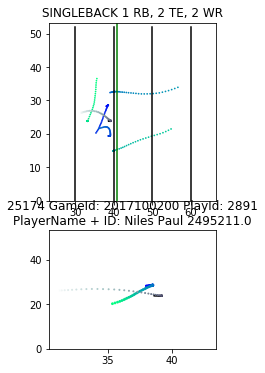 SINGLEBACK 1 RB, 2 TE, 2 WR
50
40
30
20
10
0
30 40 50 60
25174 GameId: 2017100200 PlayId: 2891
PlayerName + ID: Niles Paul 2495211.0
40
20
0
35 40